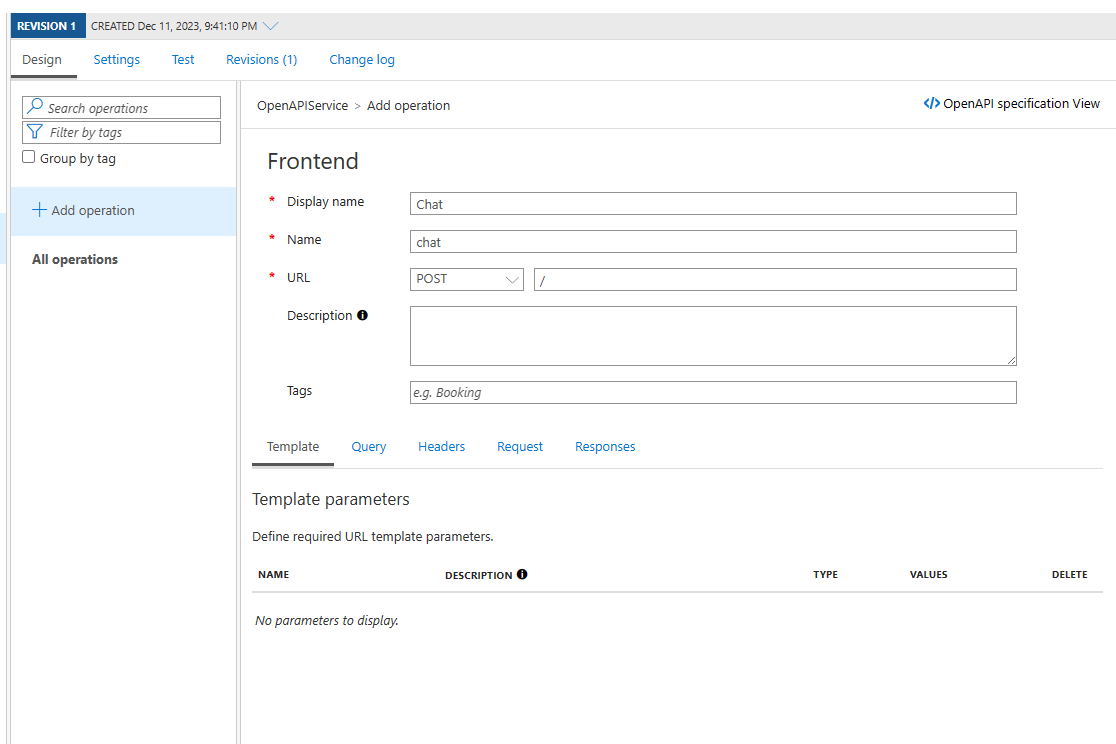 REVISION 1 CREATED Dec 11, 2023, 9:41:10 PM
Design Settings Test Revisions (1) Change log
Search operations
Filter by tags
Group by tag
Add operation
All operations
OpenAPIService > Add operation
OpenAPI specification View
Frontend
* Display name Chat
* Name chat
* URL POST /
Description
Tags e.g. Booking
Template Query Headers Request Responses
Template parameters
Define required URL template parameters.
NAME DESCRIPTION TYPE VALUES DELETE
No parameters to display.